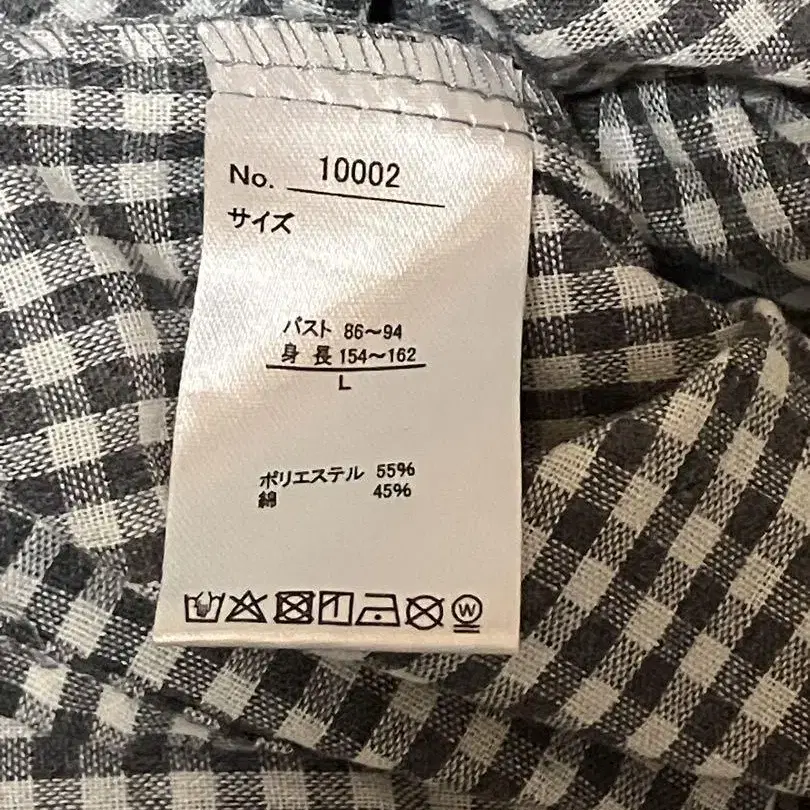 No. 10002
サイズ
バスト 86～94
身 長 154～162
L
ポリエステル 55%
綿 45%
W